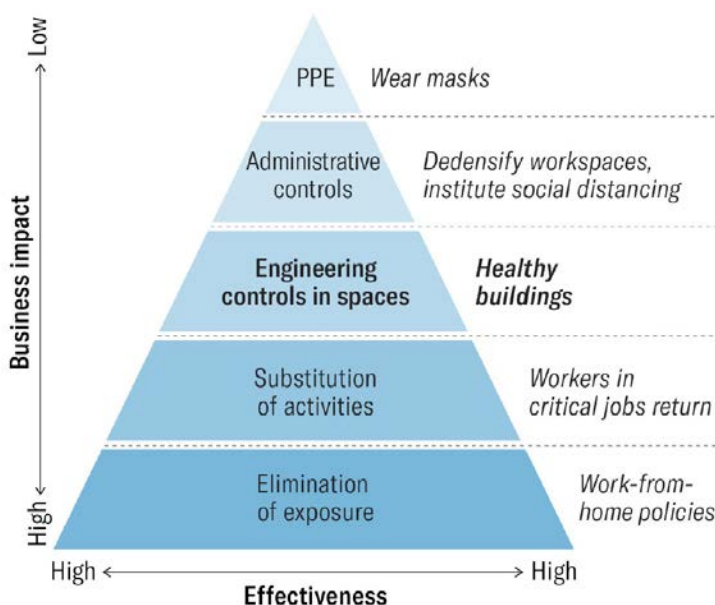 Low
PPE
Wear masks
Administrative
controls
Dedensify workspaces,
institute social distancing
Business impact
Engineering
controls in spaces
Healthy
buildings
Substitution
of activities
Workers in
critical jobs return
Elimination
of exposure
Work-from-
home policies
High
High
High
Effectiveness